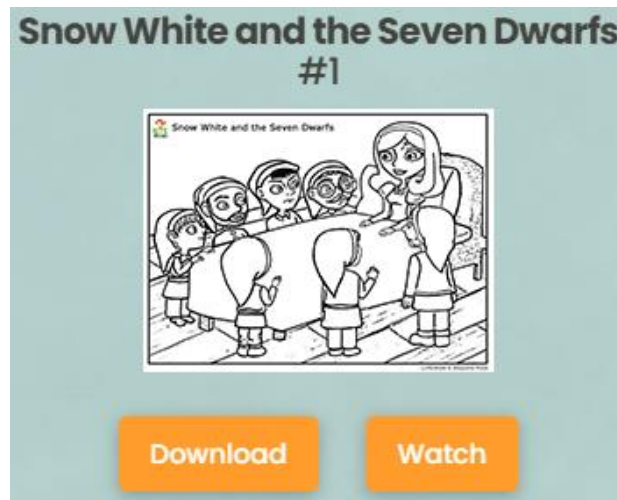 Snow White and the Seven Dwarfs
#1
Snow White and the Seven Dwarfs
Download
Watch